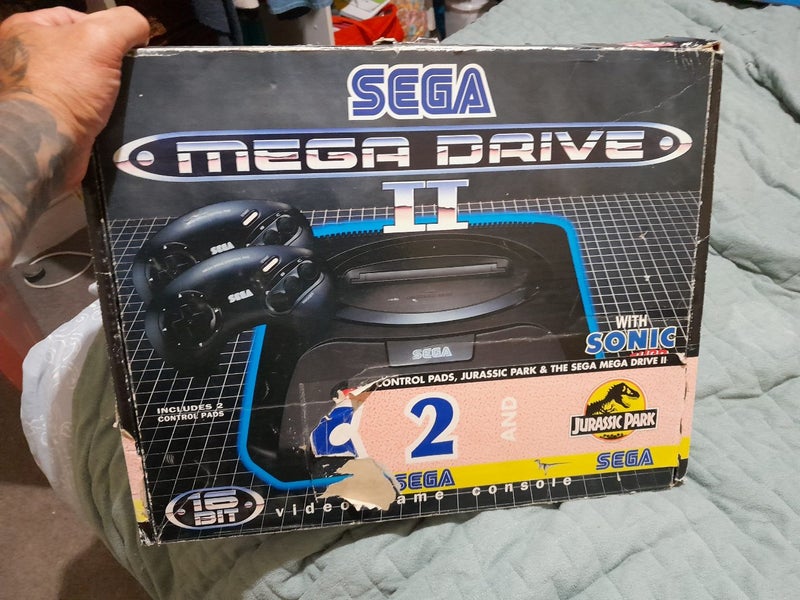 SEGA
MEGA DRIVE
II
SEGA
SEGA
SEGA
WITH
SONIC
CONTROL PADS, JURASSIC PARK & THE SEGA MEGA DRIVE II
INCLUDES 2
CONTROL PADS
2
AND
JURASSIC PARK
SEGA
SEGA
16
BIT
video game console